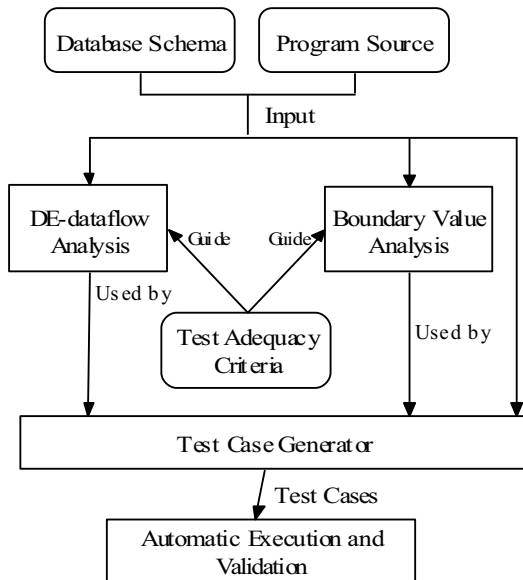 Database Schema
Program Source
Input
DE-dataflow
Analysis
Boundary Value
Analysis
Guide
Guide
Used by
Test Adequacy
Criteria
Used by
Test Case Generator
Test Cases
Automatic Execution and
Validation